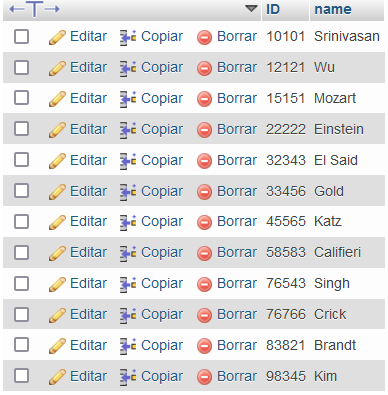 ID name
Editar Copiar Borrar 10101 Srinivasan
Editar Copiar Borrar 12121 Wu
Editar Copiar Borrar 15151 Mozart
Editar Copiar Borrar 22222 Einstein
Editar Copiar Borrar 32343 El Said
Editar Copiar Borrar 33456 Gold
Editar Copiar Borrar 45565 Katz
Editar Copiar Borrar 58583 Califieri
Editar Copiar Borrar 76543 Singh
Editar Copiar Borrar 76766 Crick
Editar Copiar Borrar 83821 Brandt
Editar Copiar Borrar 98345 Kim